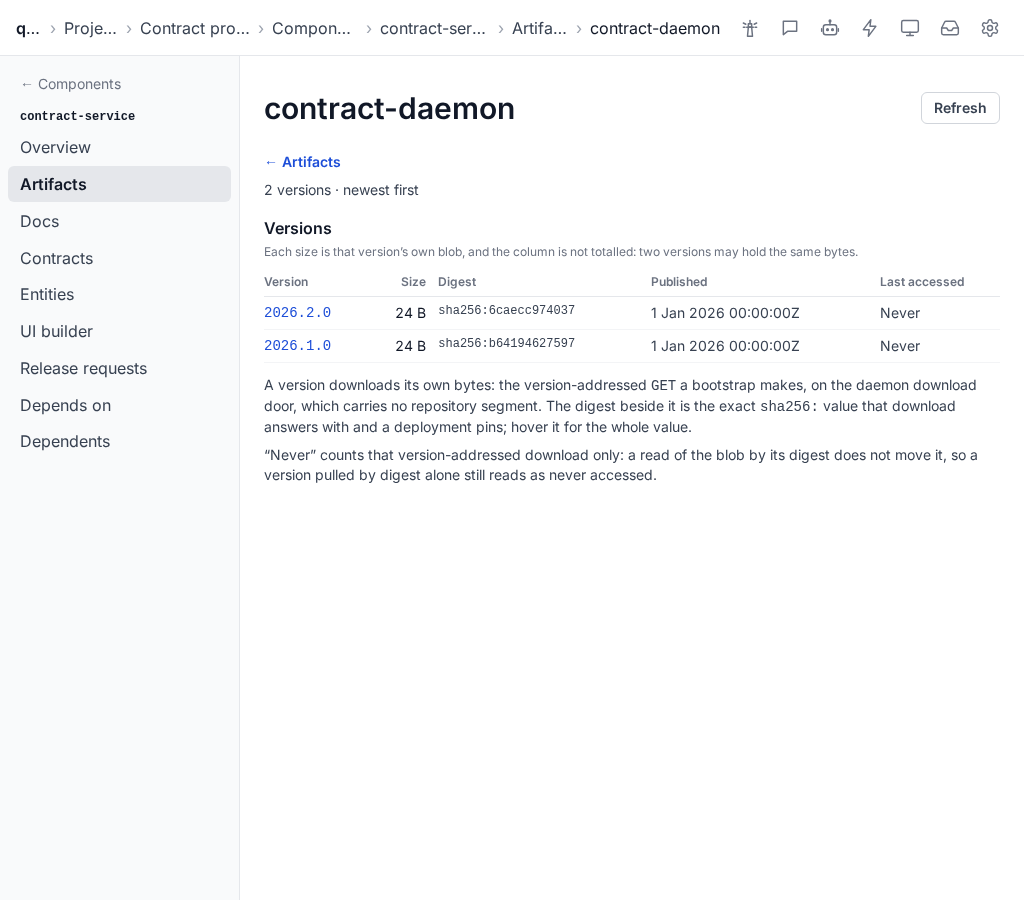 q… › Proje… › Contract pro… › Compon… › contract-ser… › Artifa… › contract-daemon
← Components
contract-service
Overview
Artifacts
Docs
Contracts
Entities
UI builder
Release requests
Depends on
Dependents
contract-daemon
Refresh
← Artifacts
2 versions · newest first
Versions
Each size is that version’s own blob, and the column is not totalled: two versions may hold the same bytes.
Version Size Digest Published Last accessed
2026.2.0 24 B sha256:6caecc974037 1 Jan 2026 00:00:00Z Never
2026.1.0 24 B sha256:b64194627597 1 Jan 2026 00:00:00Z Never
A version downloads its own bytes: the version-addressed GET a bootstrap makes, on the daemon download
door, which carries no repository segment. The digest beside it is the exact sha256: value that download
answers with and a deployment pins; hover it for the whole value.
“Never” counts that version-addressed download only: a read of the blob by its digest does not move it, so a
version pulled by digest alone still reads as never accessed.